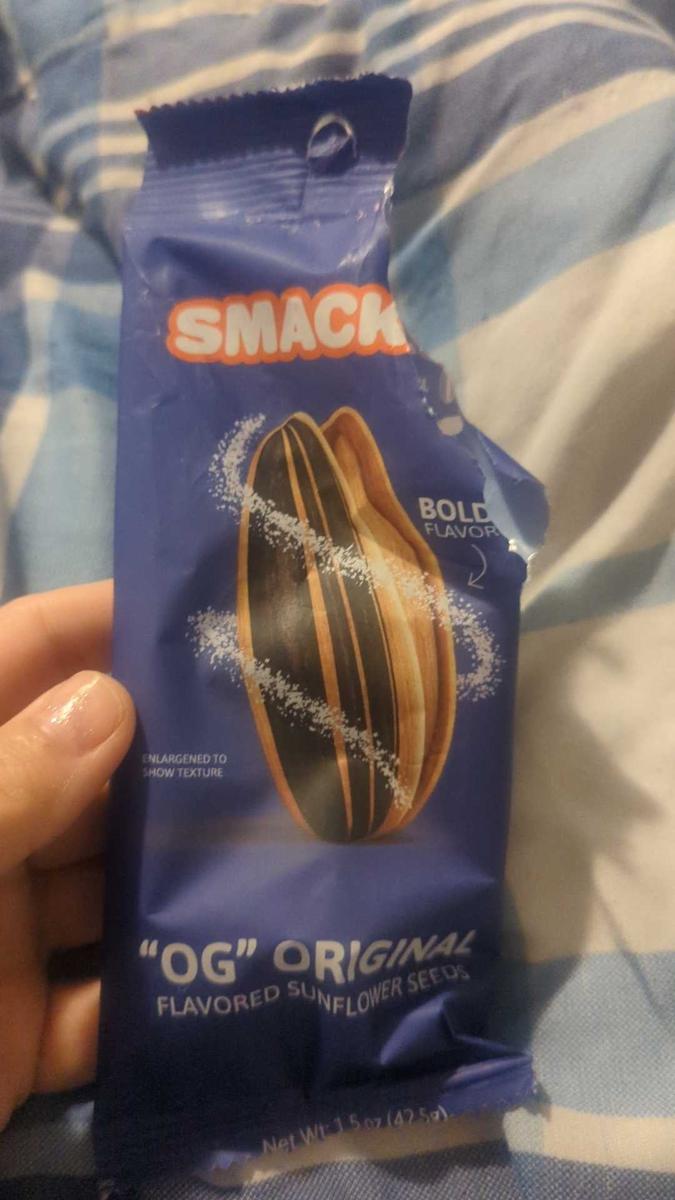 SMACK
BOLD
FLAVOR
ENLARGENED TO
SHOW TEXTURE
"OG" ORIGINAL
FLAVORED SUNFLOWER SEEDS
Net Wt 1.5 oz (42.5g)